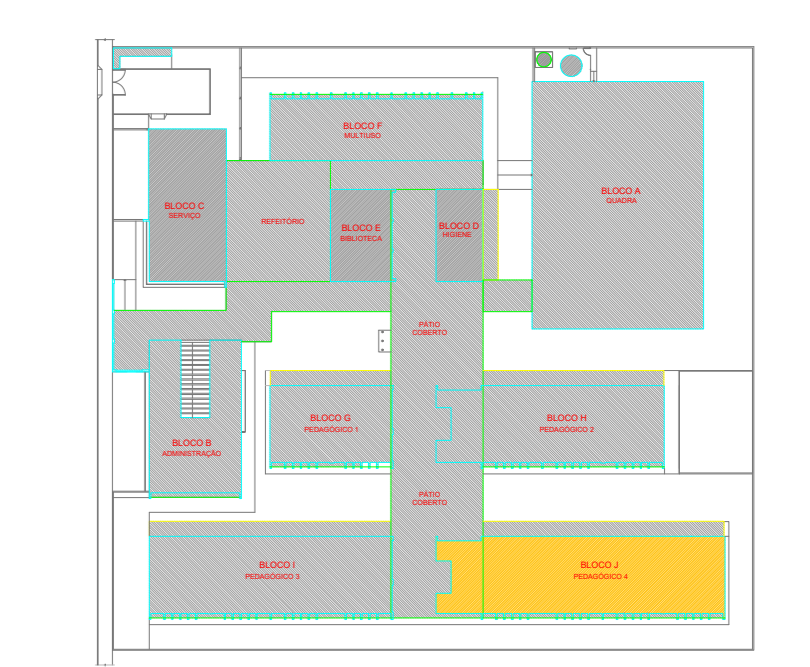 BLOCO F
MULTIUSO
BLOCO A
QUADRA
BLOCO C
SERVIÇO
REFEITÓRIO
BLOCO E
BIBLIOTECA
BLOCO D
HIGIENE
PÁTIO
COBERTO
BLOCO G
PEDAGÓGICO 1
BLOCO H
PEDAGÓGICO 2
BLOCO B
ADMINISTRAÇÃO
PÁTIO
COBERTO
BLOCO I
PEDAGÓGICO 3
BLOCO J
PEDAGÓGICO 4